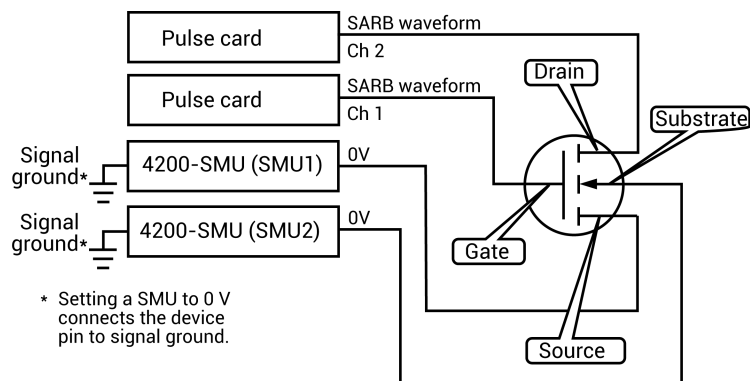 Pulse card
SARB waveform
Ch 2
Pulse card
SARB waveform
Ch 1
Drain
Substrate
Signal
ground*
4200-SMU (SMU1)
0V
Signal
ground*
4200-SMU (SMU2)
0V
Gate
Source
* Setting a SMU to 0 V
connects the device
pin to signal ground.